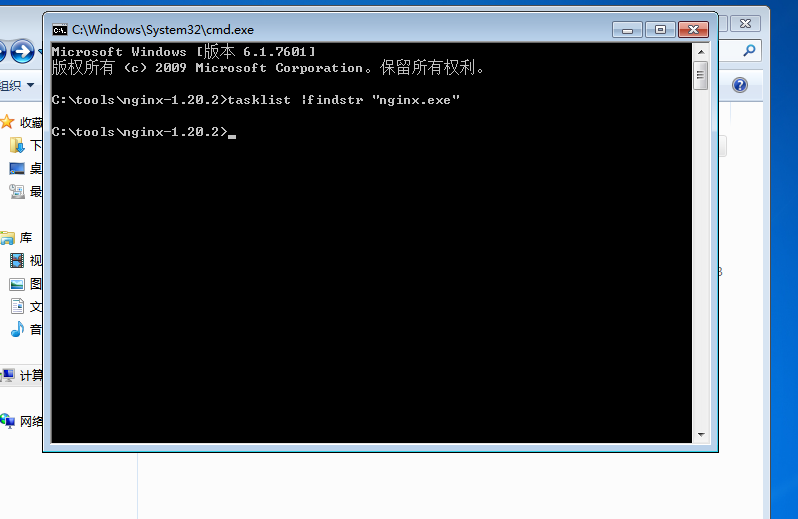 C:\Windows\System32\cmd.exe
Microsoft Windows [版本 6.1.7601]
版权所有 (c) 2009 Microsoft Corporation。保留所有权利。
C:\tools\nginx-1.20.2>tasklist |findstr "nginx.exe"
C:\tools\nginx-1.20.2>
组织
收藏
下
桌
最
库
视
图
文
音
计算
网络